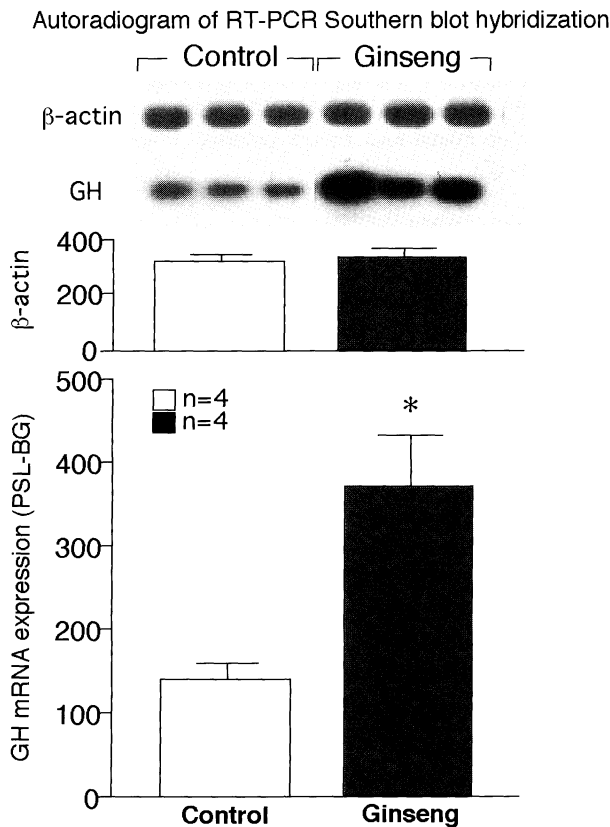 Autoradiogram of RT-PCR Southern blot hybridization
Control Ginseng
β-actin
GH
400
200
0
β-actin
500
400
300
200
100
0
GH mRNA expression (PSL-BG)
n=4
n=4
*
Control Ginseng